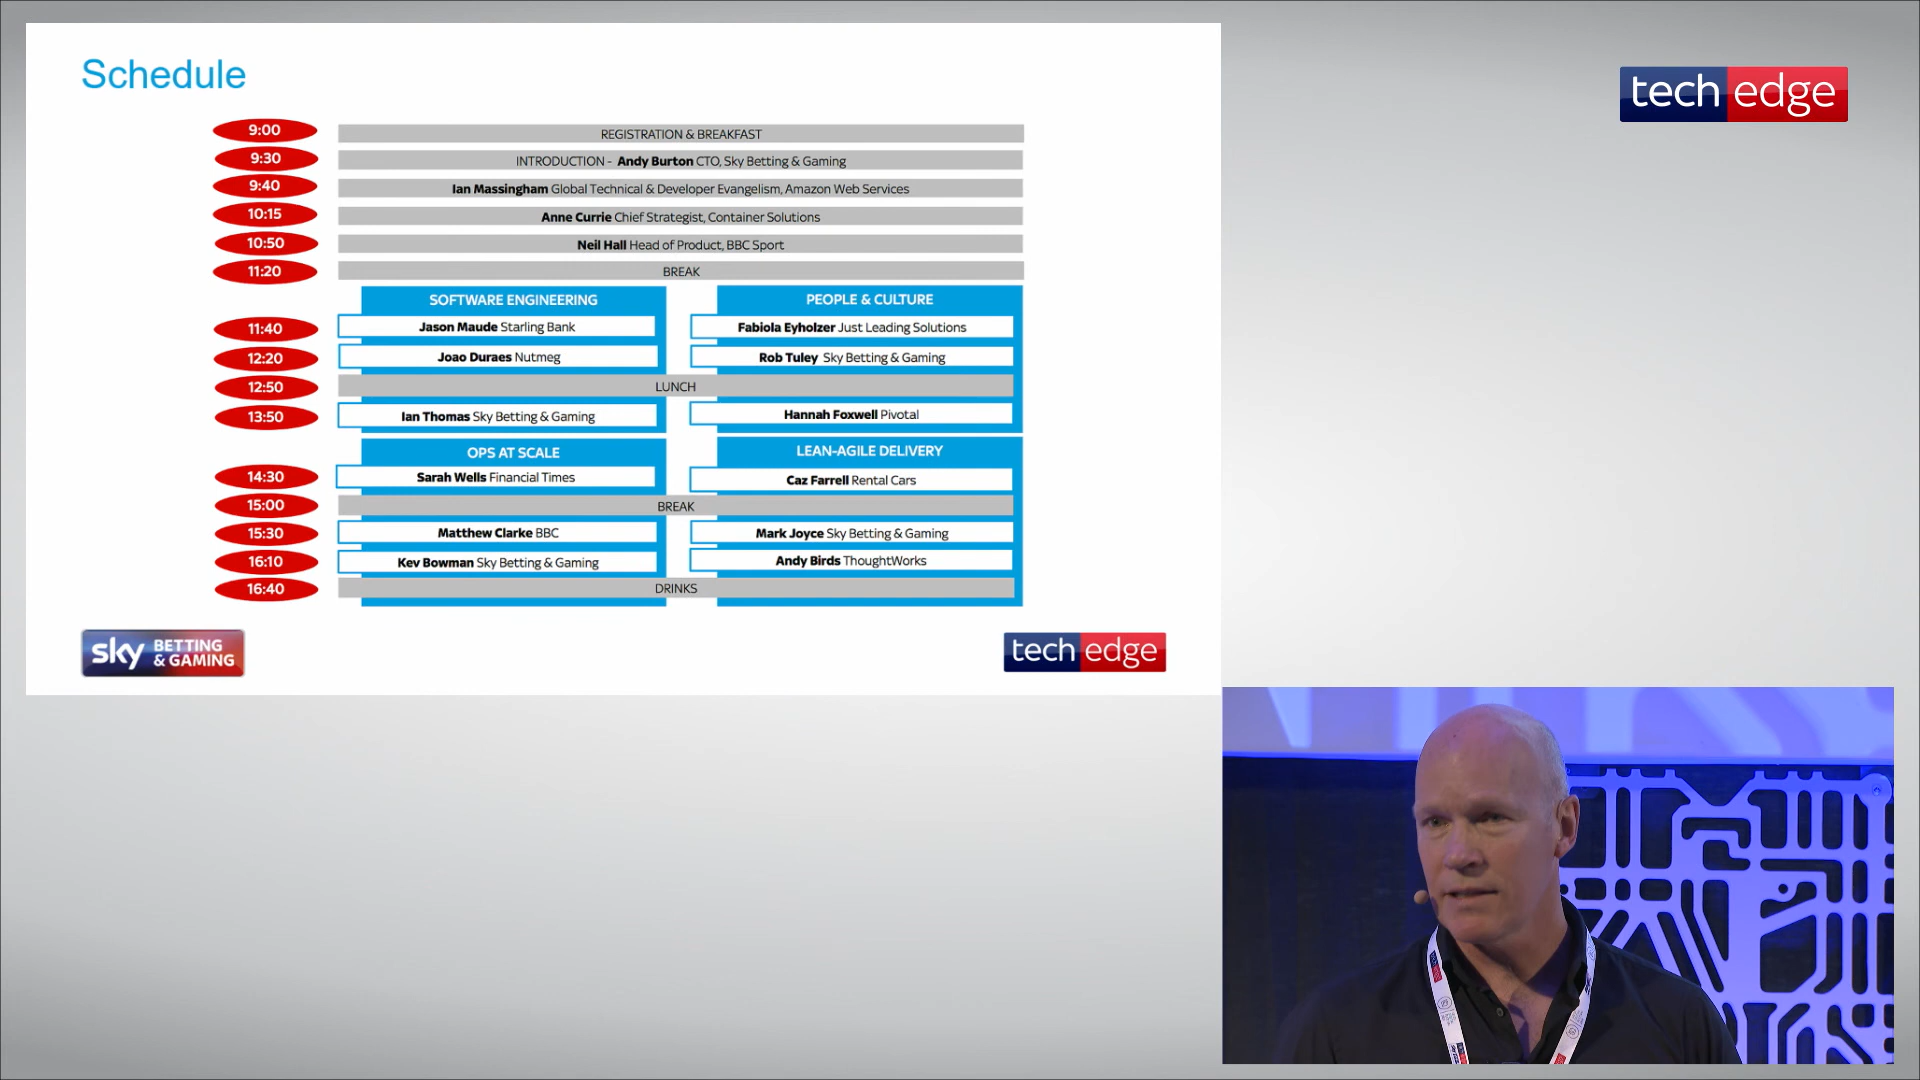 Schedule
tech edge
9:00 REGISTRATION & BREAKFAST
9:30 INTRODUCTION - Andy Burton CTO, Sky Betting & Gaming
9:40 Ian Massingham Global Technical & Developer Evangelism, Amazon Web Services
10:15 Anne Currie Chief Strategist, Container Solutions
10:50 Neil Hall Head of Product, BBC Sport
11:20 BREAK
SOFTWARE ENGINEERING PEOPLE & CULTURE
11:40 Jason Maude Starling Bank Fabiola Eyholzer Just Leading Solutions
12:20 Joao Duraes Nutmeg Rob Tuley Sky Betting & Gaming
12:50 LUNCH
13:50 Ian Thomas Sky Betting & Gaming Hannah Foxwell Pivotal
OPS AT SCALE LEAN-AGILE DELIVERY
14:30 Sarah Wells Financial Times Caz Farrell Rental Cars
15:00 BREAK
15:30 Matthew Clarke BBC Mark Joyce Sky Betting & Gaming
16:10 Kev Bowman Sky Betting & Gaming Andy Birds ThoughtWorks
16:40 DRINKS
sky BETTING & GAMING
tech edge